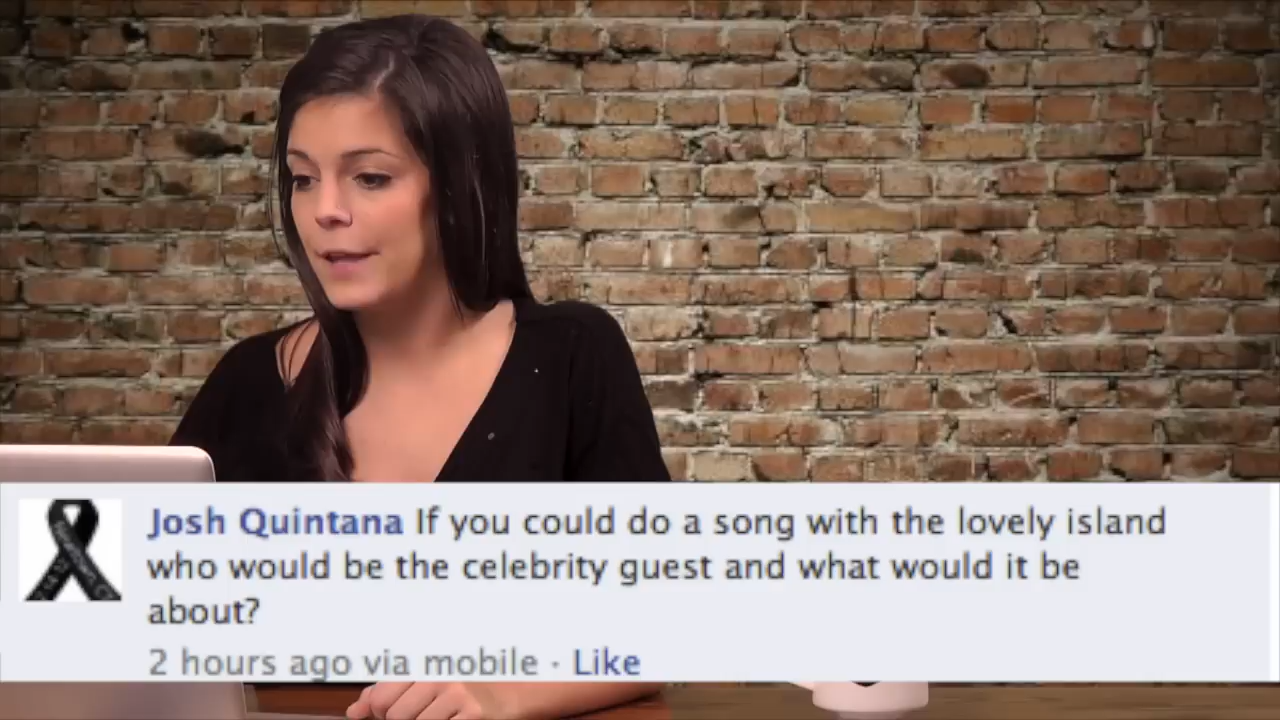 Josh Quintana If you could do a song with the lovely island
who would be the celebrity guest and what would it be
about?
2 hours ago via mobile · Like